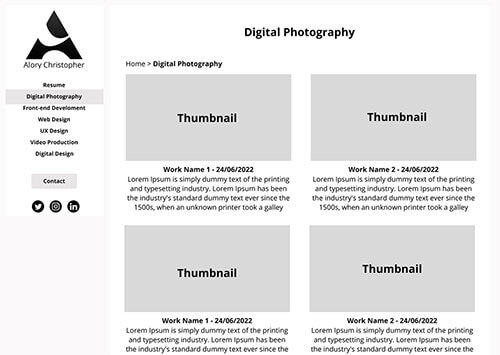 Alory Christopher
Resume
Digital Photography
Front-end Develoment
Web Design
UX Design
Video Production
Digital Design
Contact
Digital Photography
Home > Digital Photography
Thumbnail
Work Name 1 - 24/06/2022
Lorem Ipsum is simply dummy text of the printing
and typesetting industry. Lorem Ipsum has been
the industry's standard dummy text ever since the
1500s, when an unknown printer took a galley
Thumbnail
Work Name 2 - 24/06/2022
Lorem Ipsum is simply dummy text of the printing
and typesetting industry. Lorem Ipsum has been
the industry's standard dummy text ever since the
1500s, when an unknown printer took a galley
Thumbnail
Work Name 1 - 24/06/2022
Lorem Ipsum is simply dummy text of the printing
and typesetting industry. Lorem Ipsum has been
the industry's standard dummy text ever since the
Thumbnail
Work Name 2 - 24/06/2022
Lorem Ipsum is simply dummy text of the printing
and typesetting industry. Lorem Ipsum has been
the industry's standard dummy text ever since the